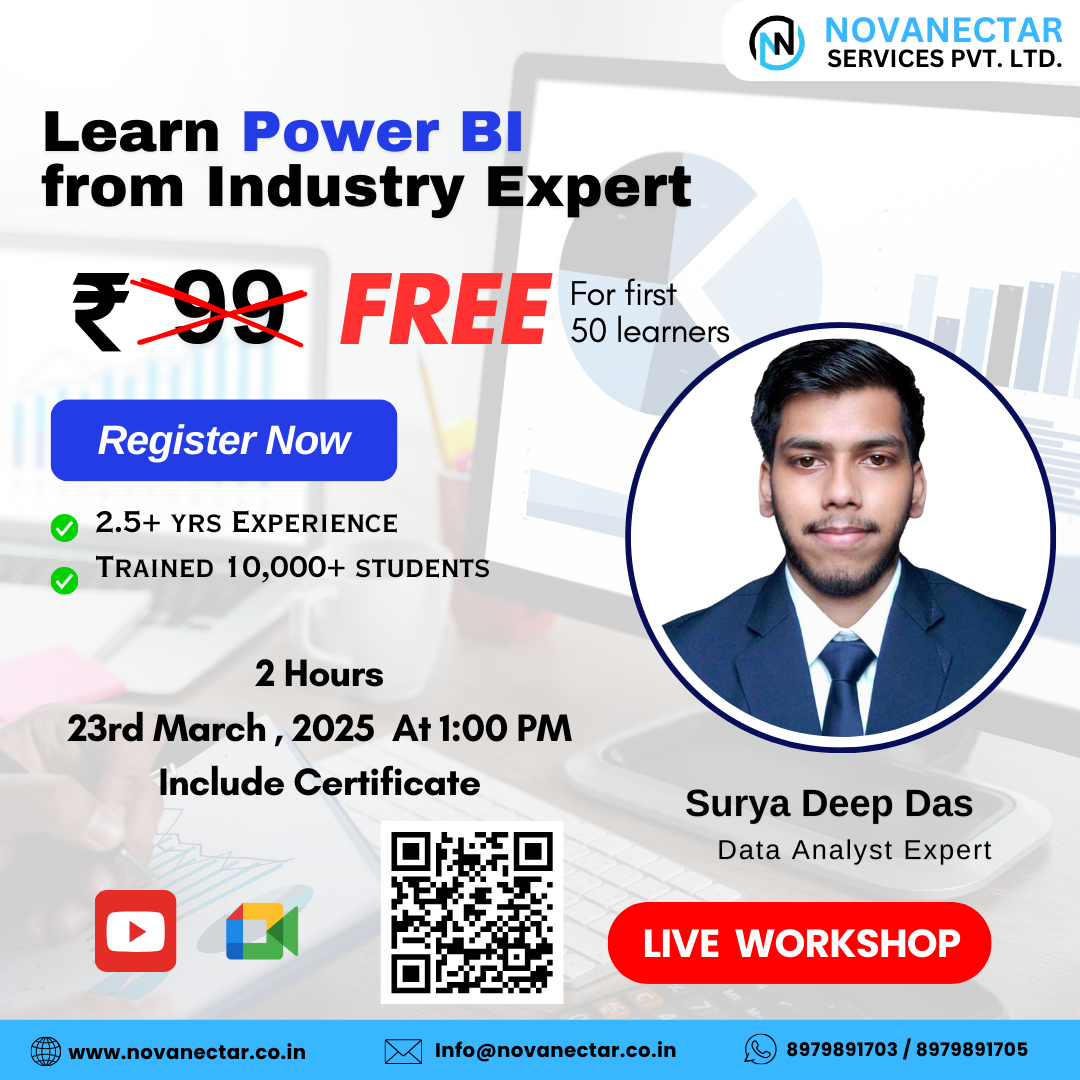 NOVANECTAR
SERVICES PVT. LTD.
Learn Power BI
from Industry Expert
₹ 99 FREE
For first
50 learners
Register Now
2.5+ YRS EXPERIENCE
TRAINED 10,000+ STUDENTS
2 Hours
23rd March , 2025 At 1:00 PM
Include Certificate
Surya Deep Das
Data Analyst Expert
LIVE WORKSHOP
www.novanectar.co.in
Info@novanectar.co.in
8979891703 / 8979891705